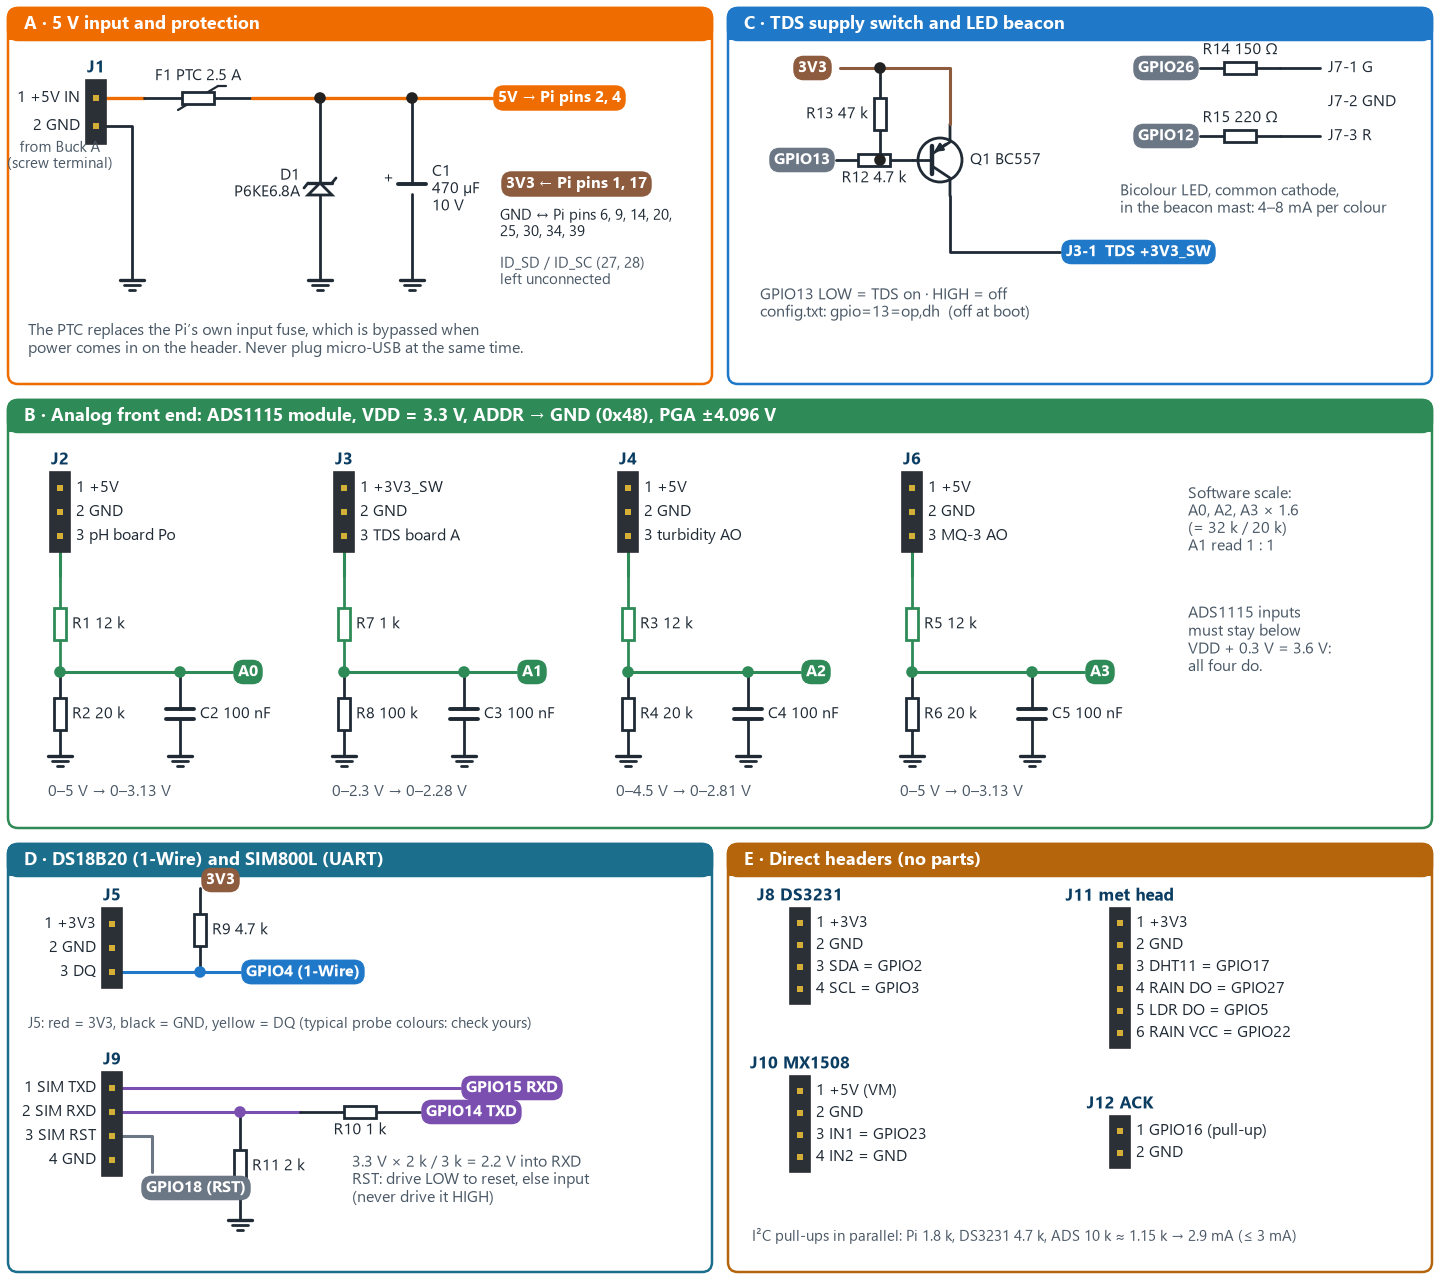 A · 5 V input and protection
J1
F1 PTC 2.5 A
1 +5V IN
2 GND
from Buck A
(screw terminal)
5V → Pi pins 2, 4
D1
P6KE6.8A
+
C1
470 µF
10 V
3V3 ← Pi pins 1, 17
GND ↔ Pi pins 6, 9, 14, 20,
25, 30, 34, 39
ID_SD / ID_SC (27, 28)
left unconnected
The PTC replaces the Pi's own input fuse, which is bypassed when
power comes in on the header. Never plug micro-USB at the same time.
C · TDS supply switch and LED beacon
3V3
R13 47 k
GPIO13
R12 4.7 k
Q1 BC557
J3-1 TDS +3V3_SW
GPIO13 LOW = TDS on · HIGH = off
config.txt: gpio=13=op,dh (off at boot)
R14 150 Ω
GPIO26
J7-1 G
J7-2 GND
R15 220 Ω
GPIO12
J7-3 R
Bicolour LED, common cathode,
in the beacon mast: 4–8 mA per colour
B · Analog front end: ADS1115 module, VDD = 3.3 V, ADDR → GND (0x48), PGA ±4.096 V
J2
1 +5V
2 GND
3 pH board Po
R1 12 k
A0
R2 20 k
C2 100 nF
0–5 V → 0–3.13 V
J3
1 +3V3_SW
2 GND
3 TDS board A
R7 1 k
A1
R8 100 k
C3 100 nF
0–2.3 V → 0–2.28 V
J4
1 +5V
2 GND
3 turbidity AO
R3 12 k
A2
R4 20 k
C4 100 nF
0–4.5 V → 0–2.81 V
J6
1 +5V
2 GND
3 MQ-3 AO
R5 12 k
A3
R6 20 k
C5 100 nF
0–5 V → 0–3.13 V
Software scale:
A0, A2, A3 × 1.6
(= 32 k / 20 k)
A1 read 1 : 1
ADS1115 inputs
must stay below
VDD + 0.3 V = 3.6 V:
all four do.
D · DS18B20 (1-Wire) and SIM800L (UART)
3V3
J5
1 +3V3
2 GND
3 DQ
R9 4.7 k
GPIO4 (1-Wire)
J5: red = 3V3, black = GND, yellow = DQ (typical probe colours: check yours)
J9
1 SIM TXD
2 SIM RXD
3 SIM RST
4 GND
GPIO15 RXD
GPIO14 TXD
R10 1 k
R11 2 k
GPIO18 (RST)
3.3 V × 2 k / 3 k = 2.2 V into RXD
RST: drive LOW to reset, else input
(never drive it HIGH)
E · Direct headers (no parts)
J8 DS3231
1 +3V3
2 GND
3 SDA = GPIO2
4 SCL = GPIO3
J11 met head
1 +3V3
2 GND
3 DHT11 = GPIO17
4 RAIN DO = GPIO27
5 LDR DO = GPIO5
6 RAIN VCC = GPIO22
J10 MX1508
1 +5V (VM)
2 GND
3 IN1 = GPIO23
4 IN2 = GND
J12 ACK
1 GPIO16 (pull-up)
2 GND
I²C pull-ups in parallel: Pi 1.8 k, DS3231 4.7 k, ADS 10 k ≈ 1.15 k → 2.9 mA (≤ 3 mA)